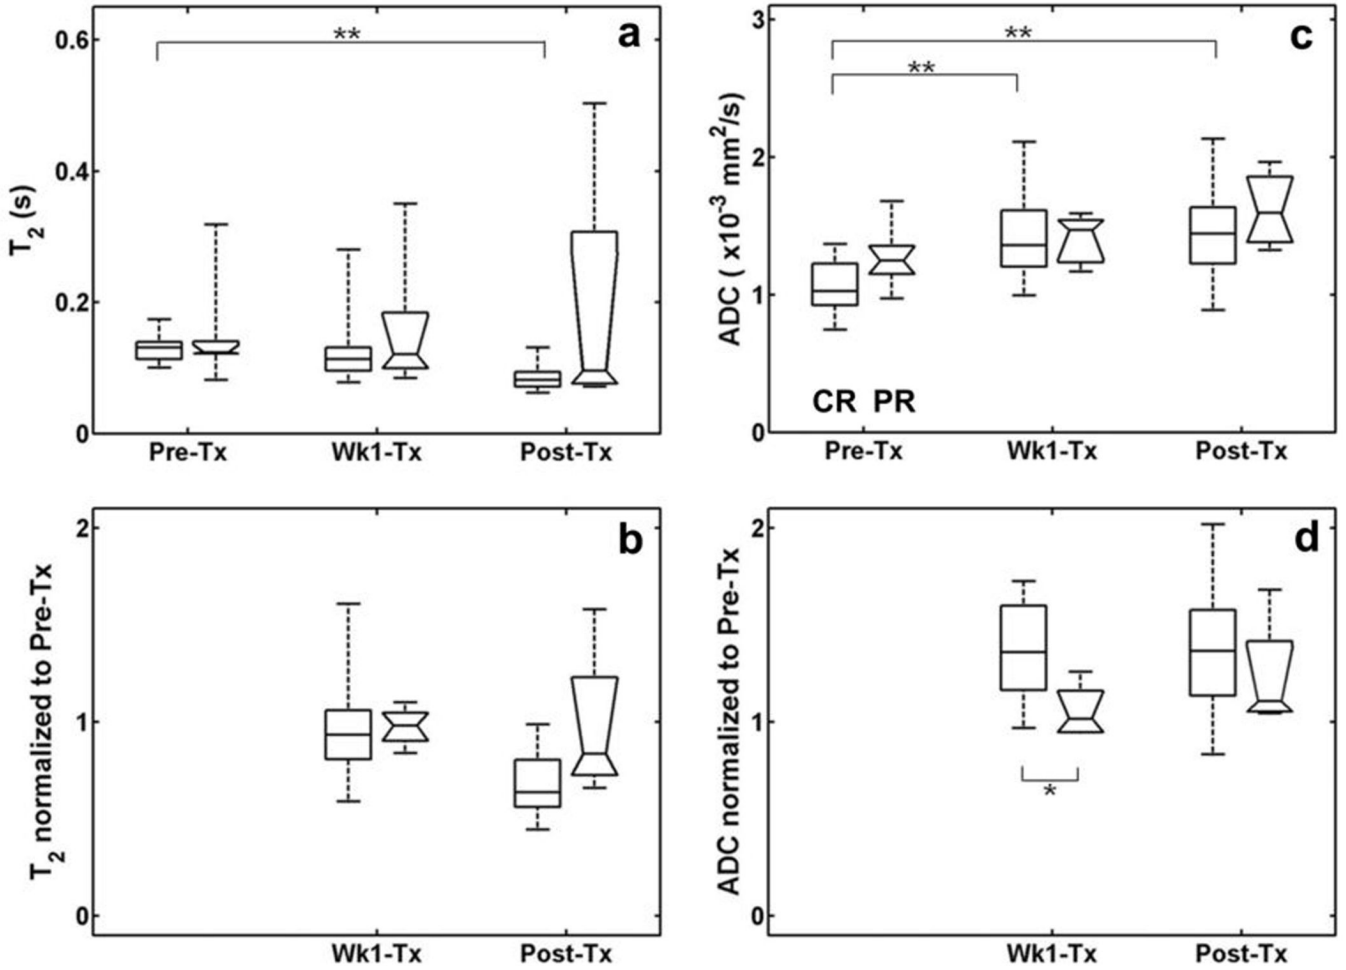 a
**
0.6
0.4
0.2
0
T2 (s)
Pre-Tx Wk1-Tx Post-Tx
c
**
**
3
2
1
0
ADC ( x10-3 mm2/s)
CR PR
Pre-Tx Wk1-Tx Post-Tx
b
2
1
0
T2 normalized to Pre-Tx
Wk1-Tx Post-Tx
d
2
1
0
ADC normalized to Pre-Tx
*
Wk1-Tx Post-Tx